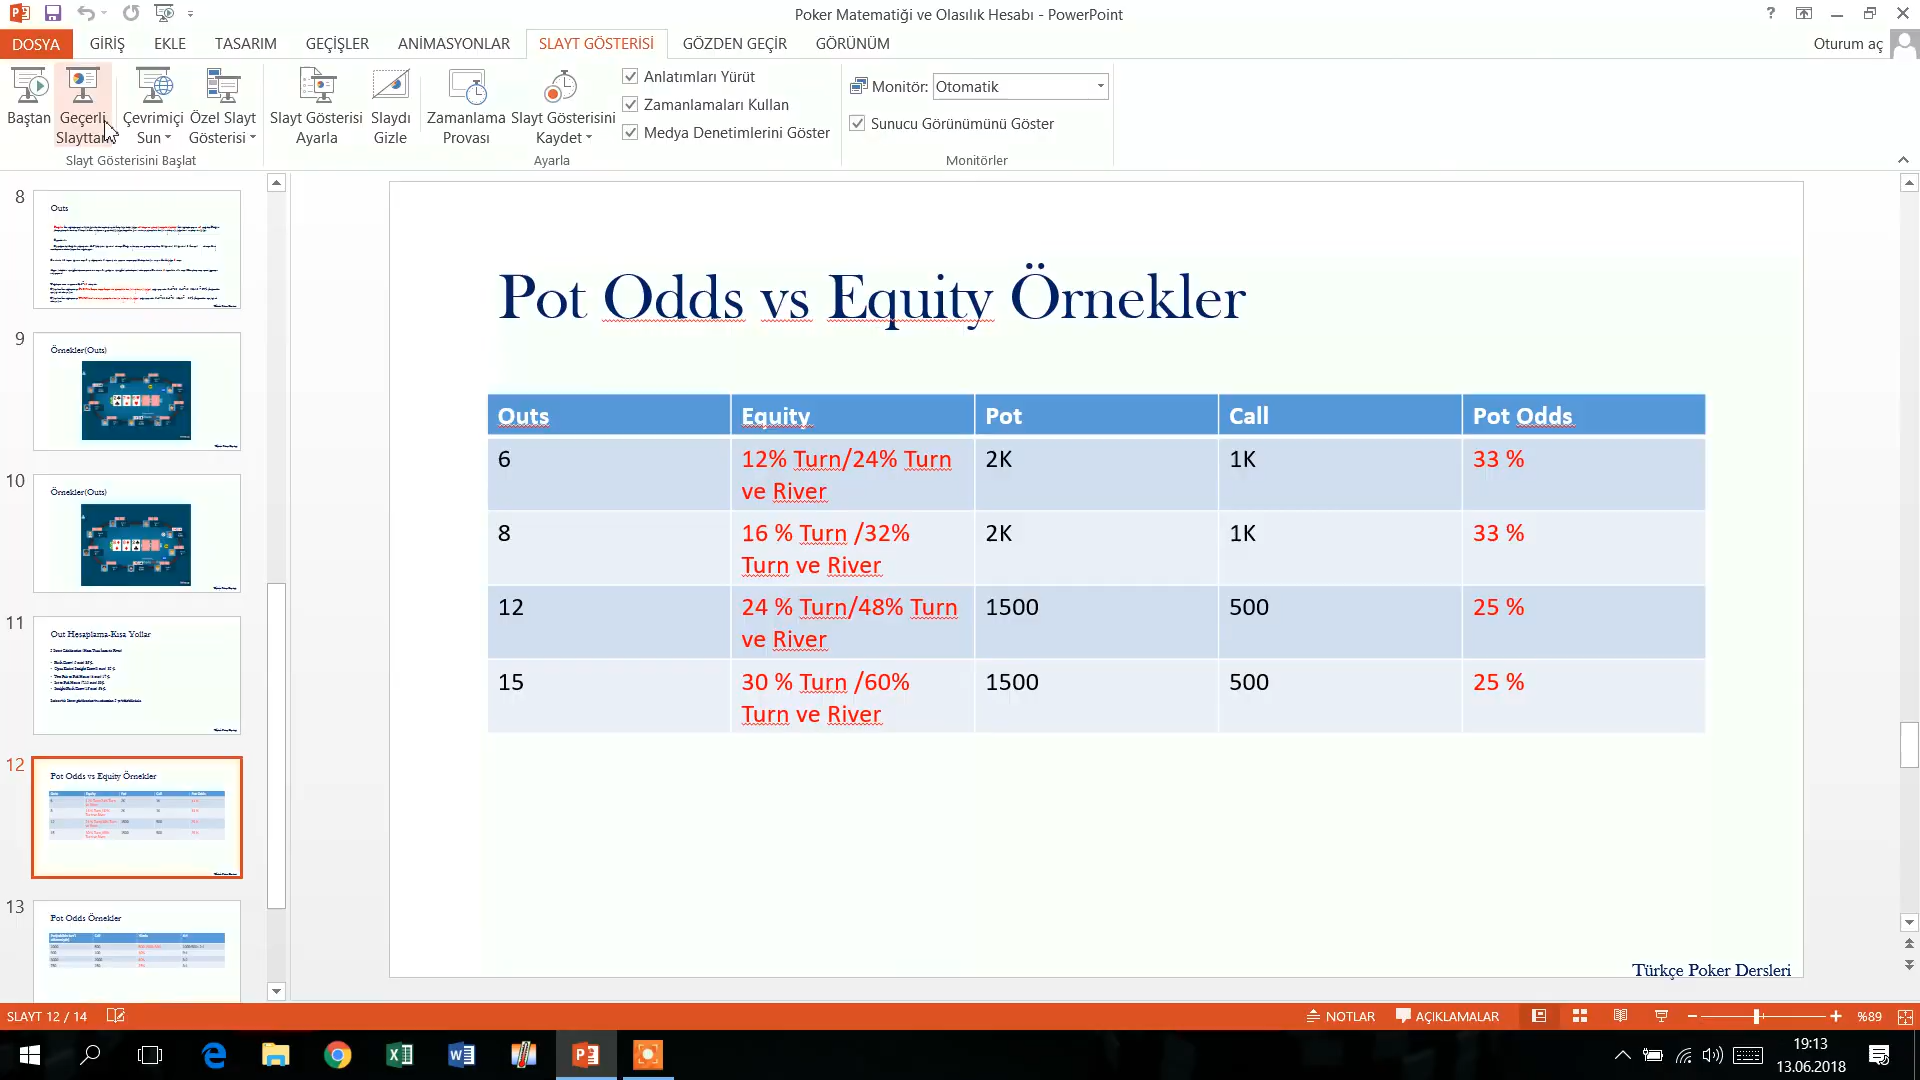 Poker Matematiği ve Olasılık Hesabı - PowerPoint
DOSYA GİRİŞ EKLE TASARIM GEÇİŞLER ANİMASYONLAR SLAYT GÖSTERİSİ GÖZDEN GEÇİR GÖRÜNÜM Oturum aç
Baştan
Geçerli
Slayttan
Çevrimiçi
Sun
Özel Slayt
Gösterisi
Slayt Gösterisini Başlat
Slayt Gösterisi
Ayarla
Slaydı
Gizle
Zamanlama
Provası
Slayt Gösterisini
Kaydet
Anlatımları Yürüt
Zamanlamaları Kullan
Medya Denetimlerini Göster
Ayarla
Monitör: Otomatik
Sunucu Görünümünü Göster
Monitörler
8
Outs
9
Örnekler(Outs)
10
Örnekler(Outs)
11
Out Hesaplama-Kısa Yollar
12
Pot Odds vs Equity Örnekler
13
Pot Odds Örnekler
Pot Odds vs Equity Örnekler
Outs Equity Pot Call Pot Odds
6 12% Turn/24% Turn 2K 1K 33 %
ve River
8 16 % Turn /32% 2K 1K 33 %
Turn ve River
12 24 % Turn/48% Turn 1500 500 25 %
ve River
15 30 % Turn /60% 1500 500 25 %
Turn ve River
Türkçe Poker Dersleri
SLAYT 12 / 14 NOTLAR AÇIKLAMALAR %89
19:13
13.06.2018